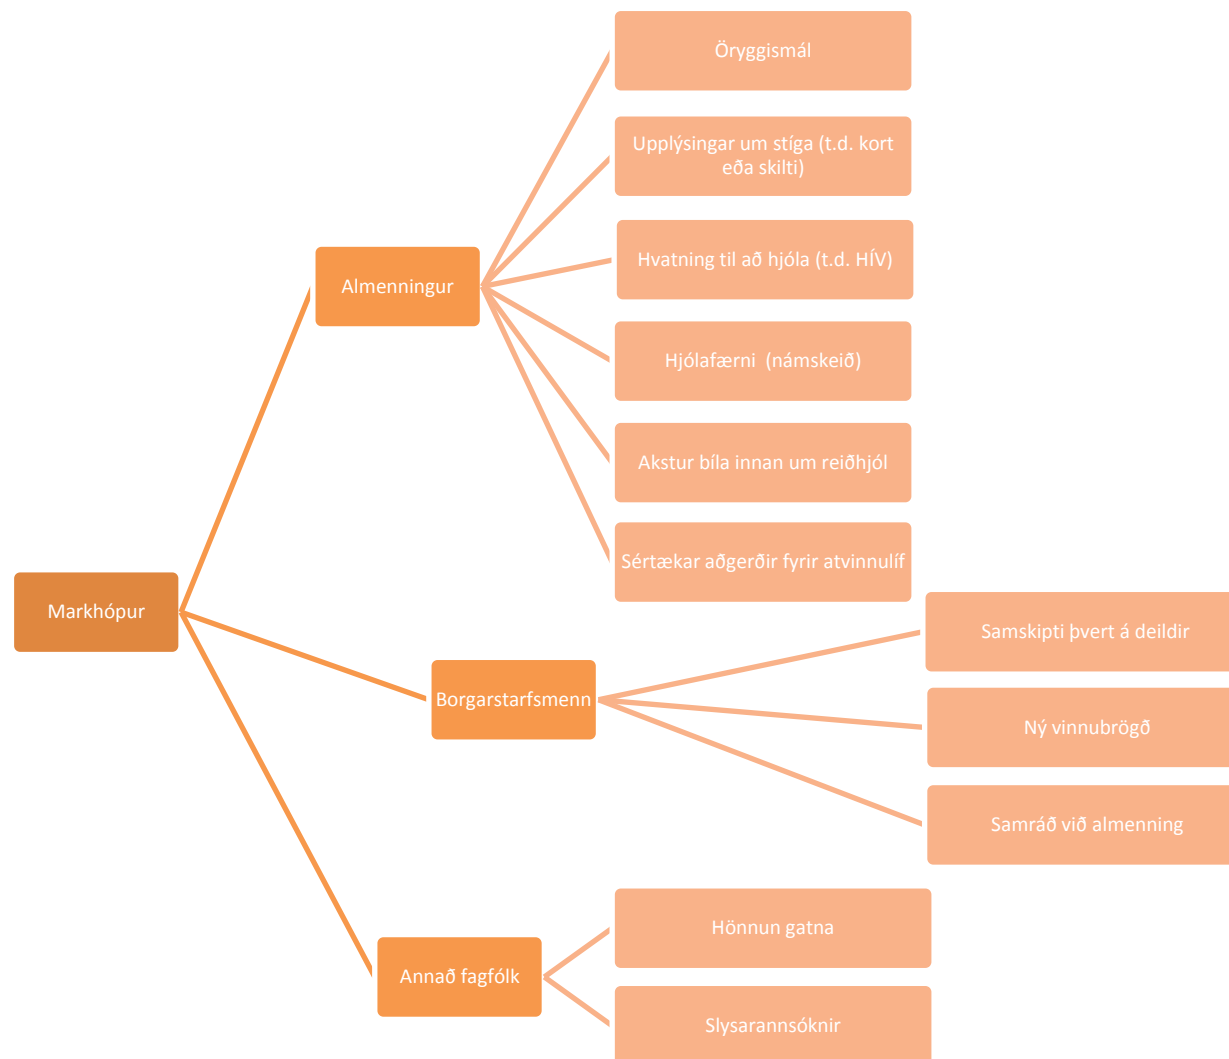 Markhópur
Almenningur
Öryggismál
Upplýsingar um stíga (t.d. kort
eða skilti)
Hvatning til að hjóla (t.d. HÍV)
Hjólafærni (námskeið)
Akstur bíla innan um reiðhjól
Sértækar aðgerðir fyrir atvinnulíf
Borgarstarfsmenn
Samskipti þvert á deildir
Ný vinnubrögð
Samráð við almenning
Annað fagfólk
Hönnun gatna
Slysarannsóknir